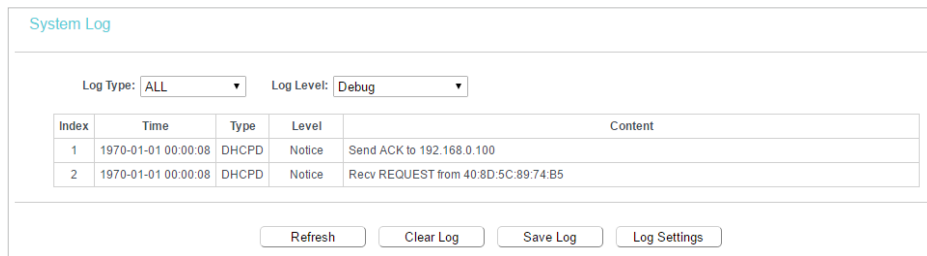 System Log
Log Type: ALL Log Level: Debug
Index Time Type Level Content
1 1970-01-01 00:00:08 DHCPD Notice Send ACK to 192.168.0.100
2 1970-01-01 00:00:08 DHCPD Notice Recv REQUEST from 40:8D:5C:89:74:B5
Refresh Clear Log Save Log Log Settings